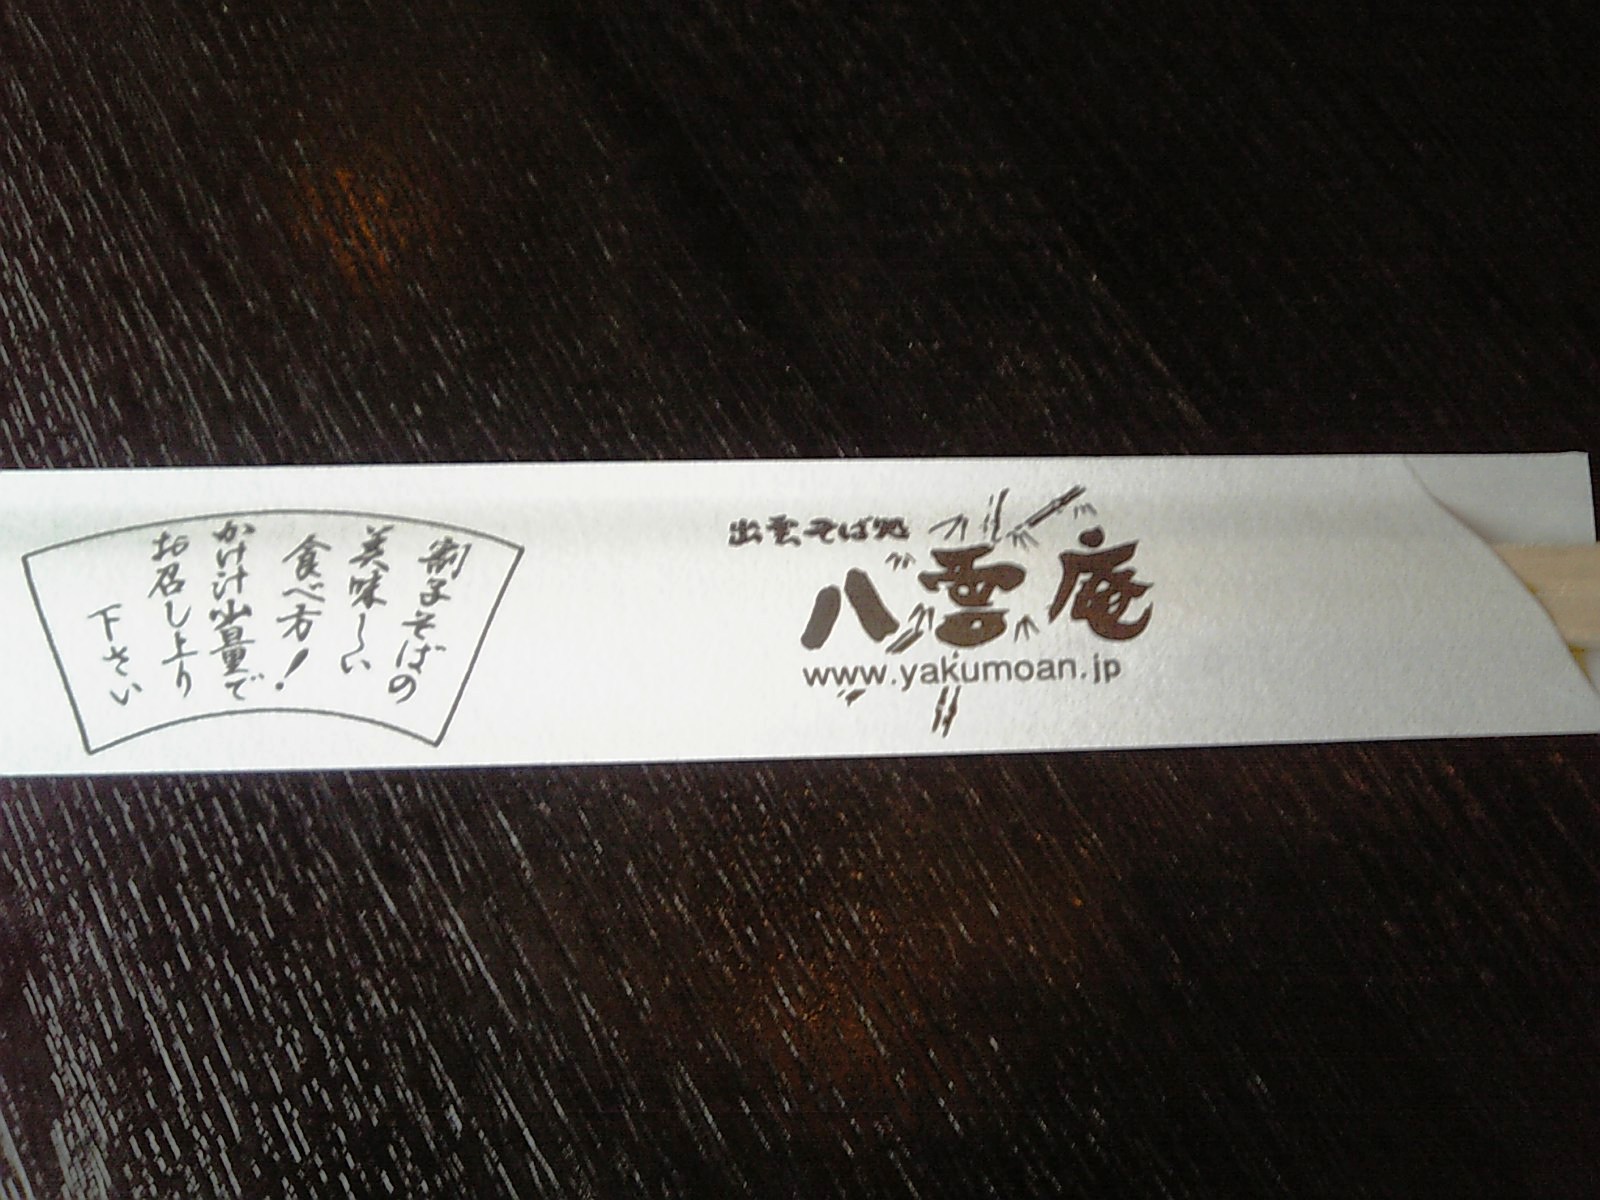 割子そばの
美味〜い
食べ方!
かけ汁少量で
お召し上り
下さい
出雲そば処
八雲庵
www.yakumoan.jp